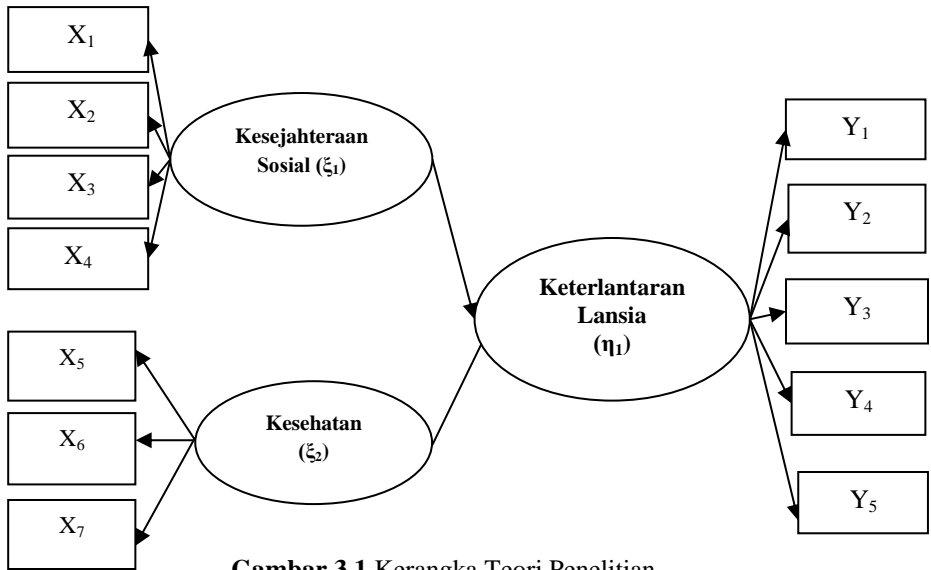 X₁
X₂
X₃
X₄
Kesejahteraan
Sosial (ξ₁)
X₅
X₆
X₇
Kesehatan
(ξ₂)
Keterlantaran
Lansia
(η₁)
Y₁
Y₂
Y₃
Y₄
Y₅
Gambar 3.1 Kerangka Teori Penelitian